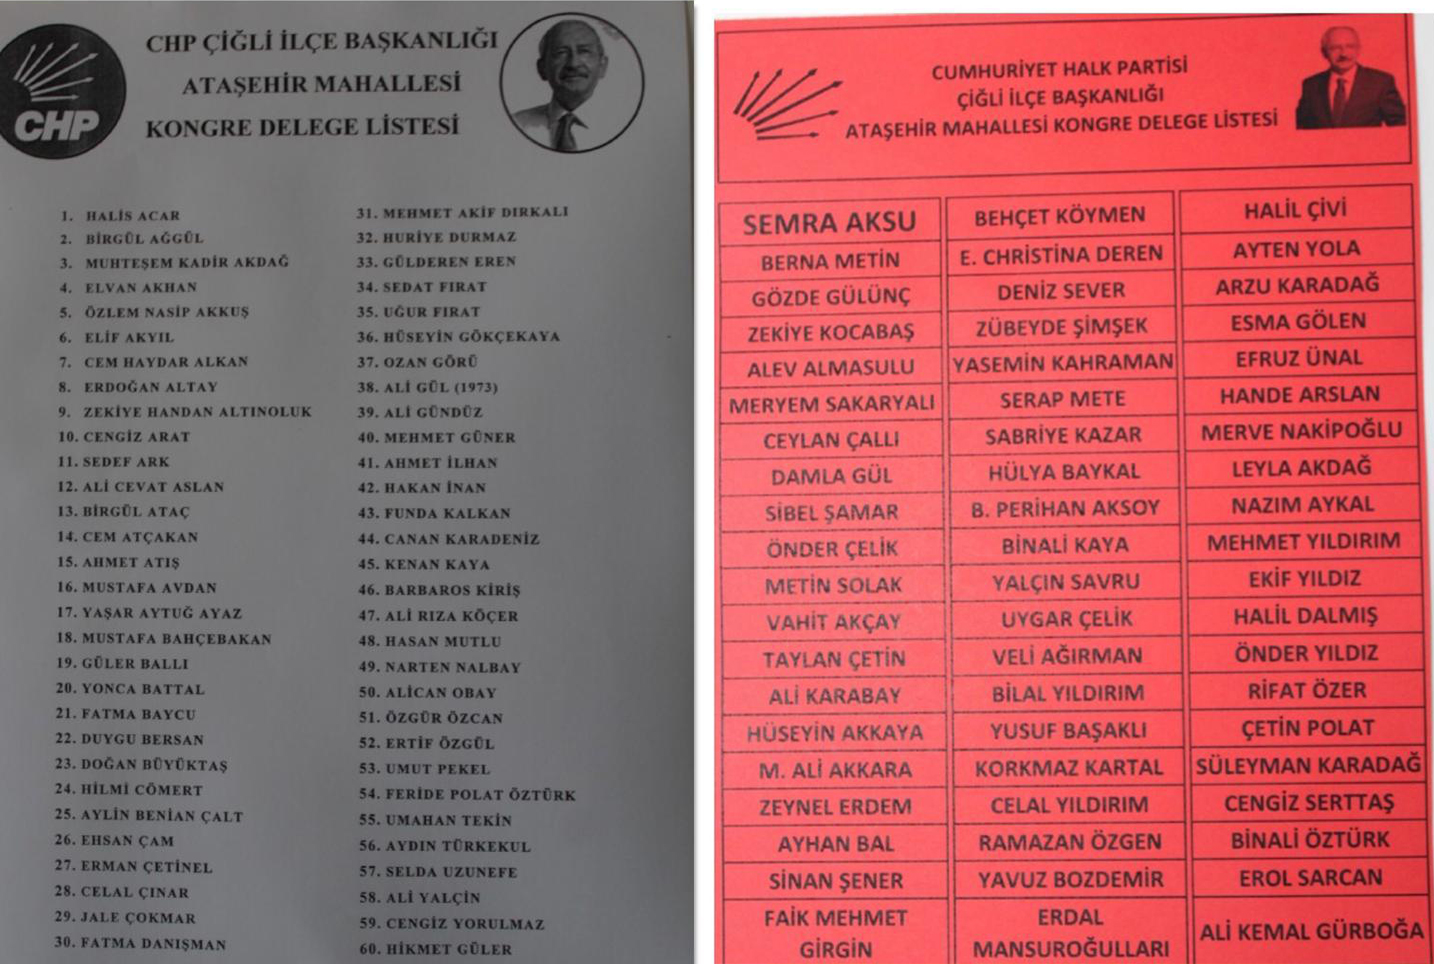 CHP
CHP ÇİĞLİ İLÇE BAŞKANLIĞI
ATAŞEHİR MAHALLESİ
KONGRE DELEGE LİSTESİ
1. HALİS ACAR
2. BİRGÜL AĞGÜL
3. MUHTEŞEM KADİR AKDAĞ
4. ELVAN AKHAN
5. ÖZLEM NASİP AKKUŞ
6. ELİF AKYIL
7. CEM HAYDAR ALKAN
8. ERDOĞAN ALTAY
9. ZEKİYE HANDAN ALTINOLUK
10. CENGİZ ARAT
11. SEDEF ARK
12. ALİ CEVAT ASLAN
13. BİRGÜL ATAÇ
14. CEM ATÇAKAN
15. AHMET ATIŞ
16. MUSTAFA AVDAN
17. YAŞAR AYTUĞ AYAZ
18. MUSTAFA BAHÇEBAKAN
19. GÜLER BALLI
20. YONCA BATTAL
21. FATMA BAYCU
22. DUYGU BERSAN
23. DOĞAN BÜYÜKTAŞ
24. HİLMİ CÖMERT
25. AYLİN BENİAN ÇALT
26. EHSAN ÇAM
27. ERMAN ÇETİNEL
28. CELAL ÇINAR
29. JALE ÇOKMAR
30. FATMA DANIŞMAN
31. MEHMET AKİF DIRKALI
32. HURİYE DURMAZ
33. GÜLDEREN EREN
34. SEDAT FIRAT
35. UĞUR FIRAT
36. HÜSEYİN GÖKÇEKAYA
37. OZAN GÖRÜ
38. ALİ GÜL (1973)
39. ALİ GÜNDÜZ
40. MEHMET GÜNER
41. AHMET İLHAN
42. HAKAN İNAN
43. FUNDA KALKAN
44. CANAN KARADENİZ
45. KENAN KAYA
46. BARBAROS KİRİŞ
47. ALİ RIZA KÖÇER
48. HASAN MUTLU
49. NARTEN NALBAY
50. ALİCAN OBAY
51. ÖZGÜR ÖZCAN
52. ERTİF ÖZGÜL
53. UMUT PEKEL
54. FERİDE POLAT ÖZTÜRK
55. UMAHAN TEKİN
56. AYDIN TÜRKEKUL
57. SELDA UZUNEFE
58. ALİ YALÇİN
59. CENGİZ YORULMAZ
60. HİKMET GÜLER
CUMHURİYET HALK PARTİSİ
ÇİĞLİ İLÇE BAŞKANLIĞI
ATAŞEHİR MAHALLESİ KONGRE DELEGE LİSTESİ
SEMRA AKSU BEHÇET KÖYMEN HALİL ÇİVİ
BERNA METİN E. CHRİSTİNA DEREN AYTEN YOLA
GÖZDE GÜLÜNÇ DENİZ SEVER ARZU KARADAĞ
ZEKİYE KOCABAŞ ZÜBEYDE ŞİMŞEK ESMA GÖLEN
ALEV ALMASULU YASEMİN KAHRAMAN EFRUZ ÜNAL
MERYEM SAKARYALI SERAP METE HANDE ARSLAN
CEYLAN ÇALLI SABRİYE KAZAR MERVE NAKİPOĞLU
DAMLA GÜL HÜLYA BAYKAL LEYLA AKDAĞ
SİBEL ŞAMAR B. PERİHAN AKSOY NAZIM AYKAL
ÖNDER ÇELİK BİNALİ KAYA MEHMET YILDIRIM
METİN SOLAK YALÇIN SAVRU EKİF YILDIZ
VAHİT AKÇAY UYGAR ÇELİK HALİL DALMIŞ
TAYLAN ÇETİN VELİ AĞIRMAN ÖNDER YILDIZ
ALİ KARABAY BİLAL YILDIRIM RİFAT ÖZER
HÜSEYİN AKKAYA YUSUF BAŞAKLI ÇETİN POLAT
M. ALİ AKKARA KORKMAZ KARTAL SÜLEYMAN KARADAĞ
ZEYNEL ERDEM CELAL YILDIRIM CENGİZ SERTTAŞ
AYHAN BAL RAMAZAN ÖZGEN BİNALİ ÖZTÜRK
SİNAN ŞENER YAVUZ BOZDEMİR EROL SARCAN
FAİK MEHMET GİRGİN ERDAL MANSUROĞULLARI ALİ KEMAL GÜRBOĞA